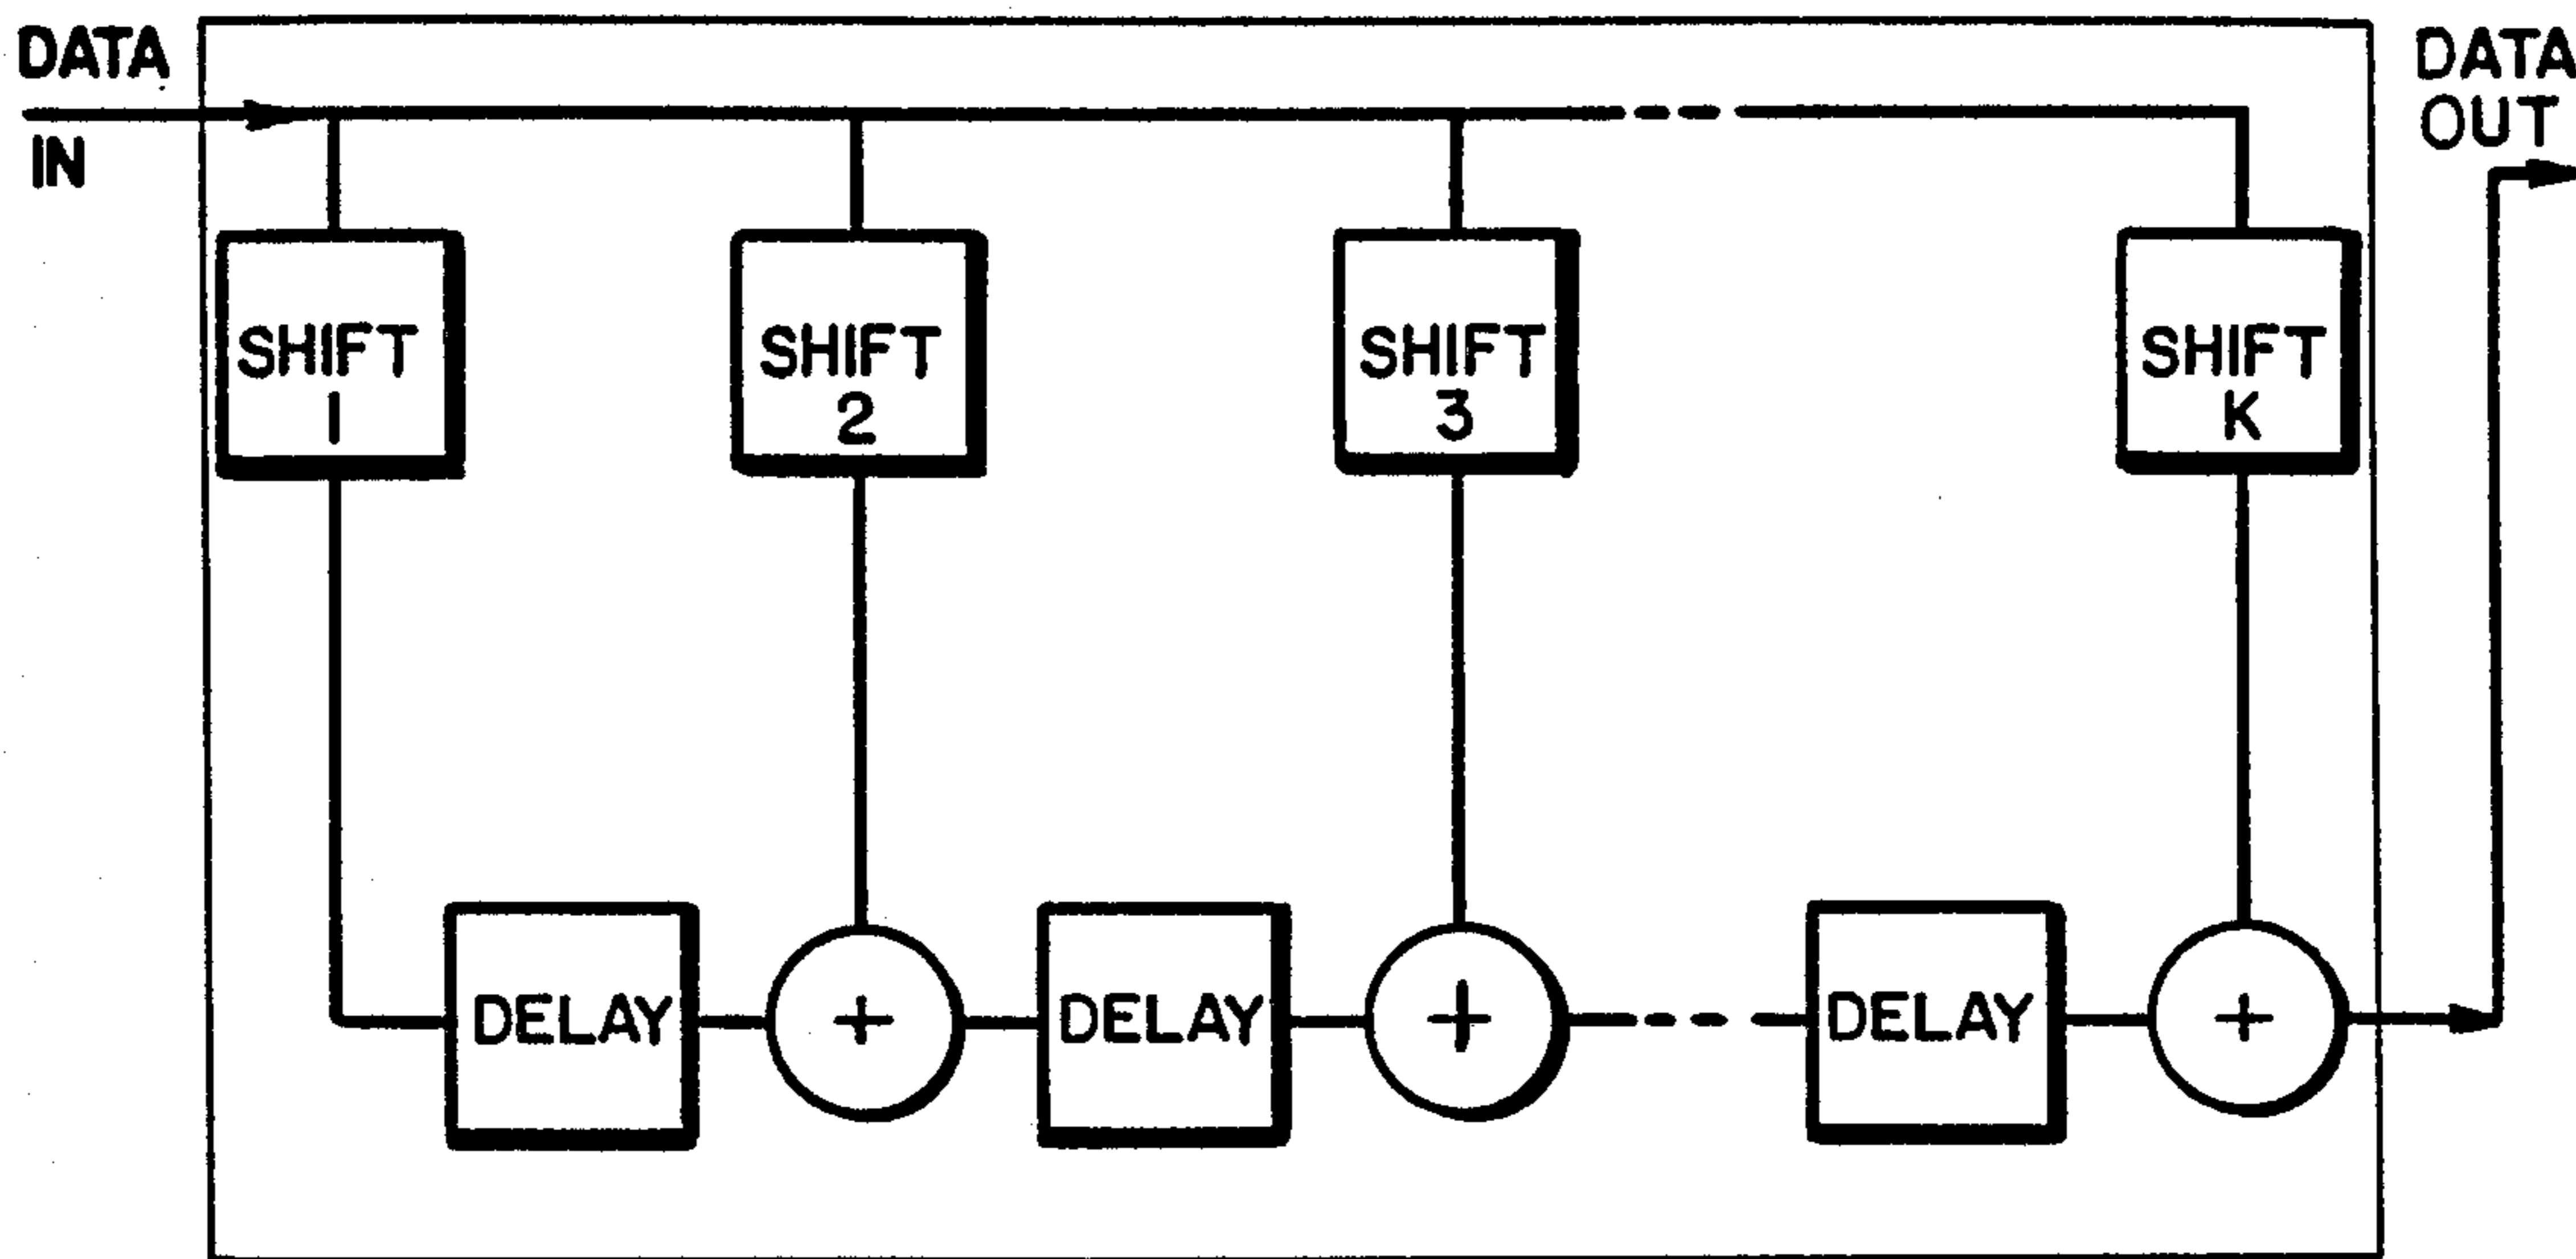 DATA
IN
DATA
OUT
SHIFT
1
SHIFT
2
SHIFT
3
SHIFT
K
DELAY
+
DELAY
+
DELAY
+